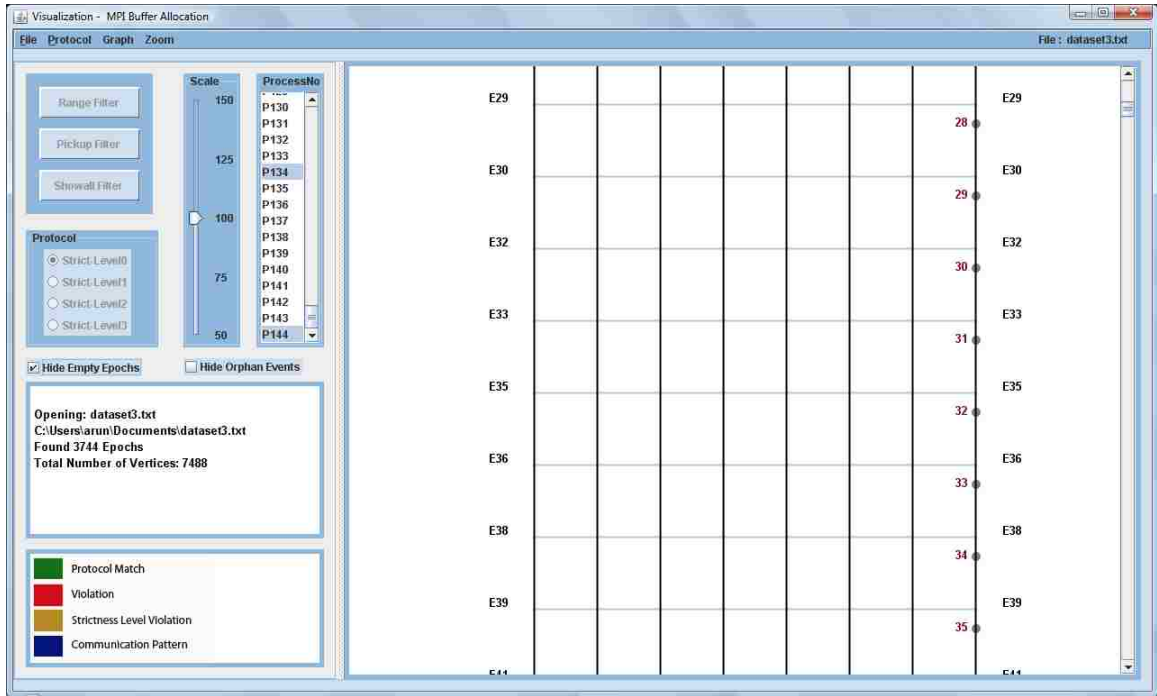 Visualization - MPI Buffer Allocation
File Protocol Graph Zoom File : dataset3.txt
Range Filter
Pickup Filter
Showall Filter
Scale
150
125
100
75
50
ProcessNo
P130
P131
P132
P133
P134
P135
P136
P137
P138
P139
P140
P141
P142
P143
P144
Protocol
Strict-Level0
Strict-Level1
Strict-Level2
Strict-Level3
Hide Empty Epochs
Hide Orphan Events
Opening: dataset3.txt
C:\Users\arun\Documents\dataset3.txt
Found 3744 Epochs
Total Number of Vertices: 7488
Protocol Match
Violation
Strictness Level Violation
Communication Pattern
E29 E29
28
E30 E30
29
E32 E32
30
E33 E33
31
E35 E35
32
E36 E36
33
E38 E38
34
E39 E39
35
E41 E41